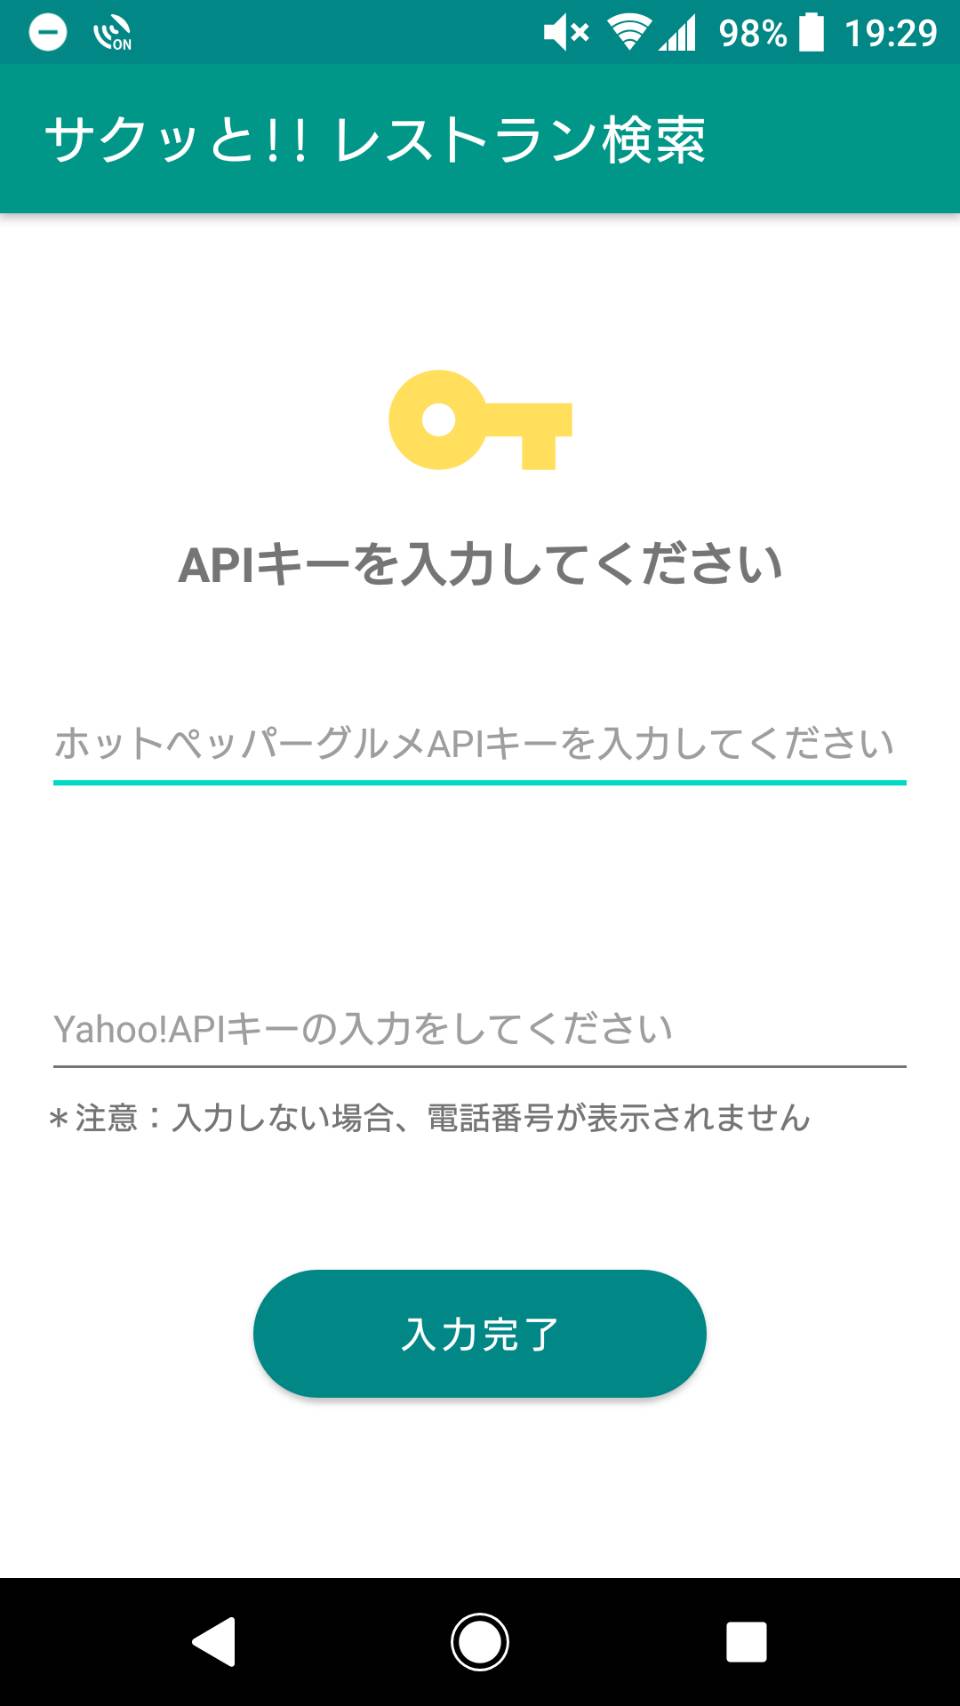 ON 98% 19:29
サクッと!! レストラン検索
APIキーを入力してください
ホットペッパーグルメAPIキーを入力してください
Yahoo!APIキーの入力をしてください
＊注意：入力しない場合、電話番号が表示されません
入力完了